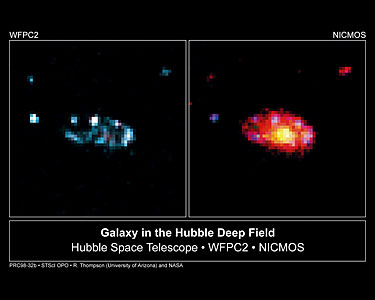 WFPC2
NICMOS
Galaxy in the Hubble Deep Field
Hubble Space Telescope • WFPC2 • NICMOS
PRC98-32b • STScI OPO • R. Thompson (University of Arizona) and NASA